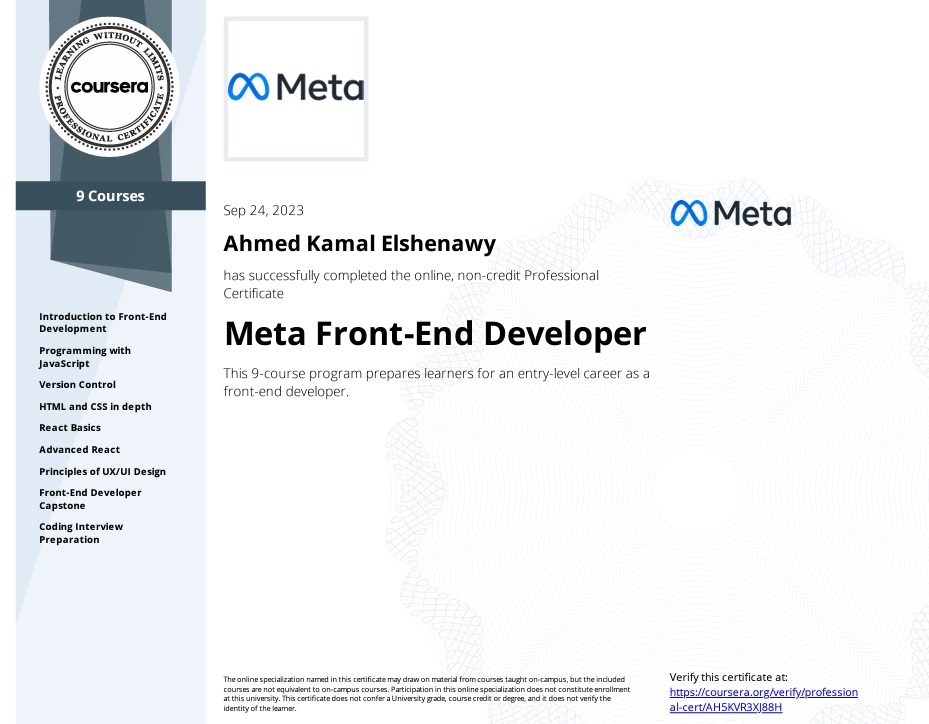 LEARNING WITHOUT LIMITS
coursera
PROFESSIONAL CERTIFICATE
9 Courses
Introduction to Front-End
Development
Programming with
JavaScript
Version Control
HTML and CSS in depth
React Basics
Advanced React
Principles of UX/UI Design
Front-End Developer
Capstone
Coding Interview
Preparation
Meta
Sep 24, 2023
Ahmed Kamal Elshenawy
has successfully completed the online, non-credit Professional
Certificate
Meta Front-End Developer
This 9-course program prepares learners for an entry-level career as a
front-end developer.
Meta
The online specialization named in this certificate may draw on material from courses taught on-campus, but the included
courses are not equivalent to on-campus courses. Participation in this online specialization does not constitute enrollment
at this university. This certificate does not confer a University grade, course credit or degree, and it does not verify the
identity of the learner.
Verify this certificate at:
https://coursera.org/verify/profession
al-cert/AH5KVR3XJ88H